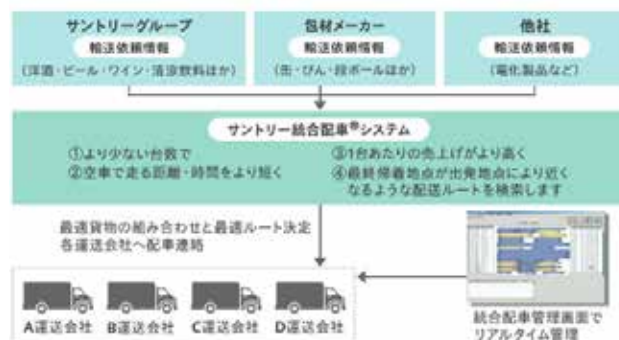 サントリーグループ
輸送依頼情報
(洋酒・ビール・ワイン・清涼飲料ほか)
包材メーカー
輸送依頼情報
(缶・びん・段ボールほか)
他社
輸送依頼情報
(電化製品など)
サントリー統合配車®システム
①より少ない台数で
②空車で走る距離・時間をより短く
③1台あたりの売上げがより高く
④最終帰着地点が出発地点により近く
なるような配送ルートを検索します
最適貨物の組み合わせと最適ルート決定
各運送会社へ配車連絡
A運送会社
B運送会社
C運送会社
D運送会社
統合配車管理画面で
リアルタイム管理